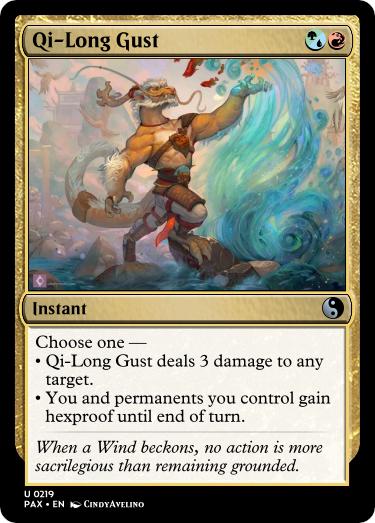 Qi-Long Gust
Instant
Choose one —
• Qi-Long Gust deals 3 damage to any
target.
• You and permanents you control gain
hexproof until end of turn.
When a Wind beckons, no action is more
sacrilegious than remaining grounded.
U 0219
PAX • EN CINDYAVELINO